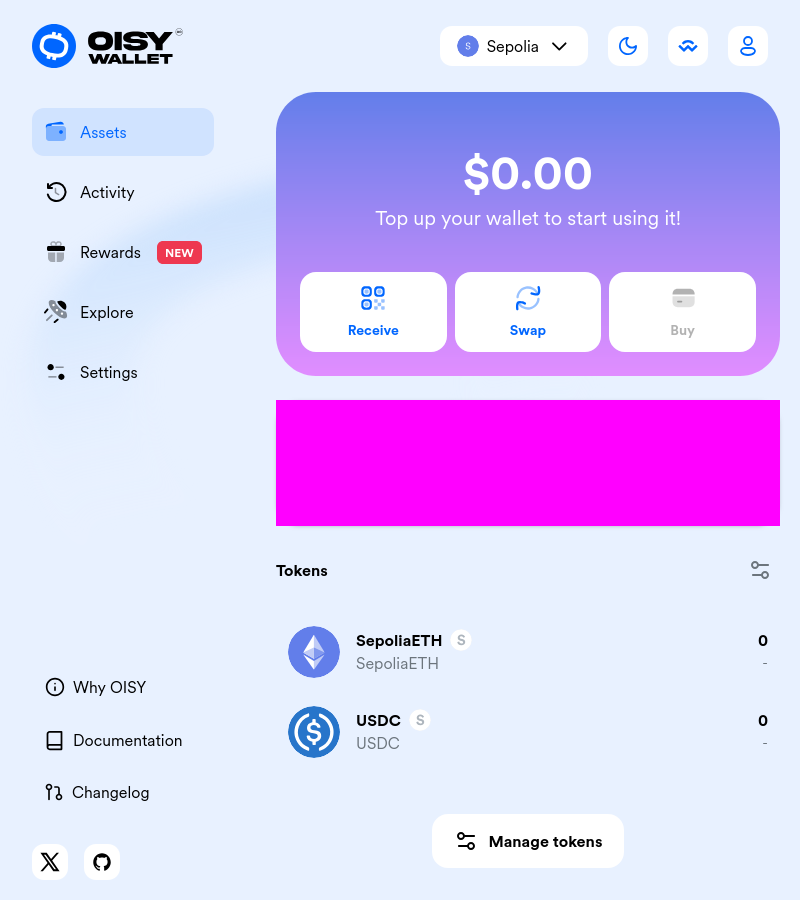 OISY
WALLET
S Sepolia
Assets
Activity
Rewards NEW
Explore
Settings
$0.00
Top up your wallet to start using it!
Receive
Swap
Buy
Tokens
SepoliaETH S 0
SepoliaETH -
USDC S 0
USDC -
Manage tokens
Why OISY
Documentation
Changelog